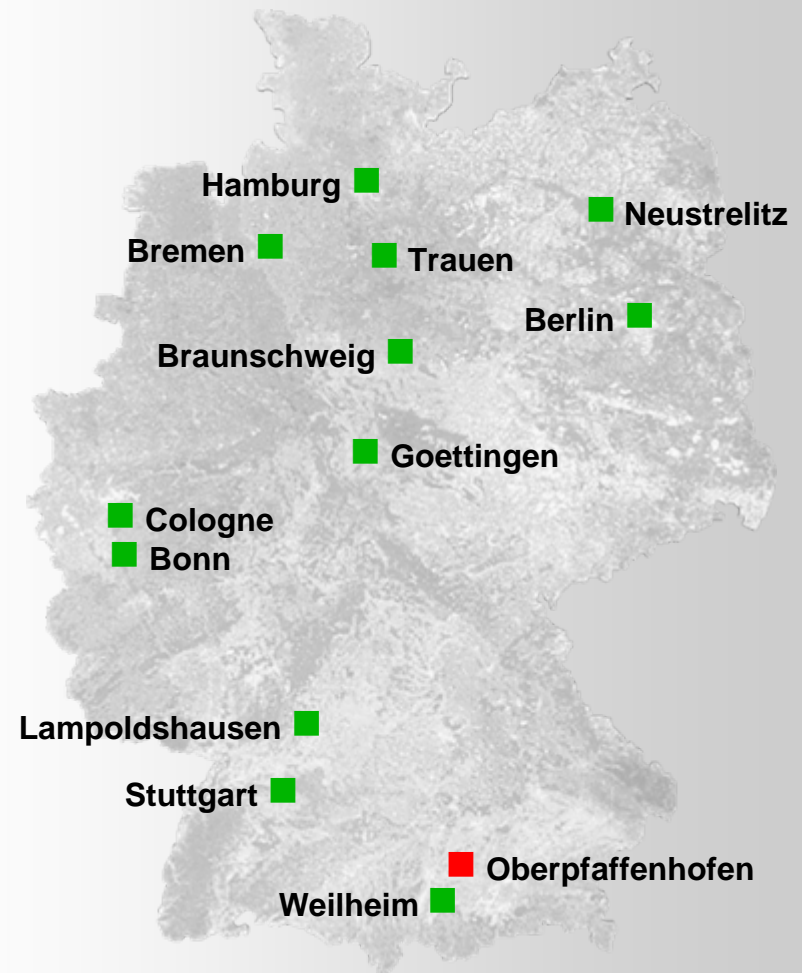 Hamburg
Neustrelitz
Bremen
Trauen
Berlin
Braunschweig
Goettingen
Cologne
Bonn
Lampoldshausen
Stuttgart
Oberpfaffenhofen
Weilheim